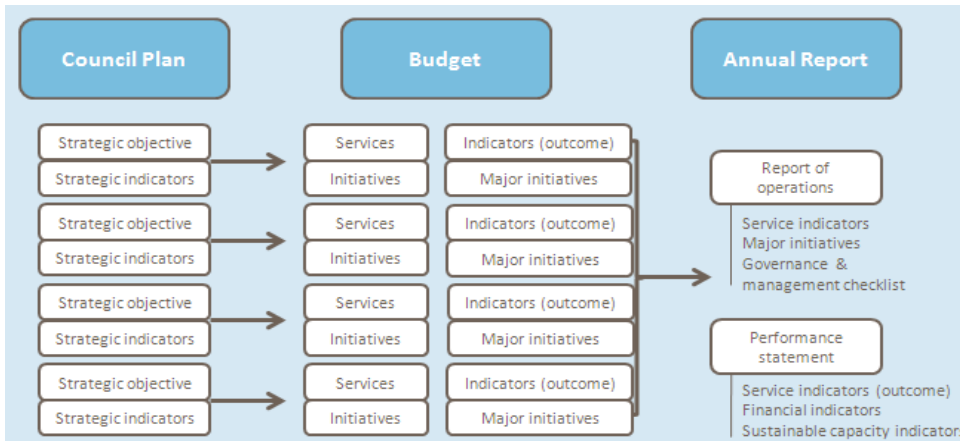 Council Plan
Budget
Annual Report
Strategic objective
Strategic indicators
Services
Initiatives
Indicators (outcome)
Major initiatives
Strategic objective
Strategic indicators
Services
Initiatives
Indicators (outcome)
Major initiatives
Strategic objective
Strategic indicators
Services
Initiatives
Indicators (outcome)
Major initiatives
Strategic objective
Strategic indicators
Services
Initiatives
Indicators (outcome)
Major initiatives
Report of
operations
Service indicators
Major initiatives
Governance &
management checklist
Performance
statement
Service indicators (outcome)
Financial indicators
Sustainable capacity indicators